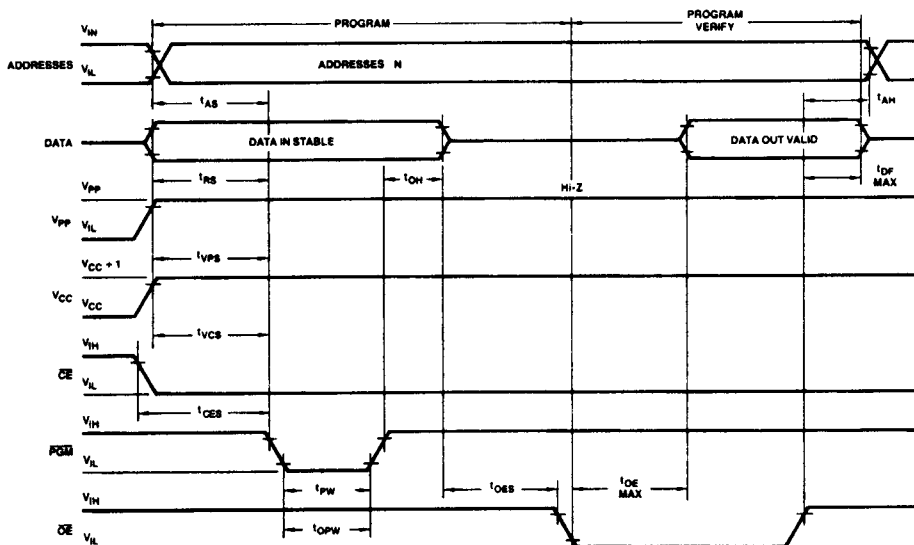 PROGRAM
PROGRAM
VERIFY
VIN
ADDRESSES
VIL
ADDRESSES N
tAS
tAH
DATA
DATA IN STABLE
DATA OUT VALID
tRS
tOH
Hi-Z
tDF
MAX
VPP
VPP
VIL
tVPS
VCC + 1
VCC
VCC
tVCS
VIH
CE
VIL
tCES
VIH
PGM
VIL
tPW
tOES
tOE
MAX
VIH
tOPW
OE
VIL